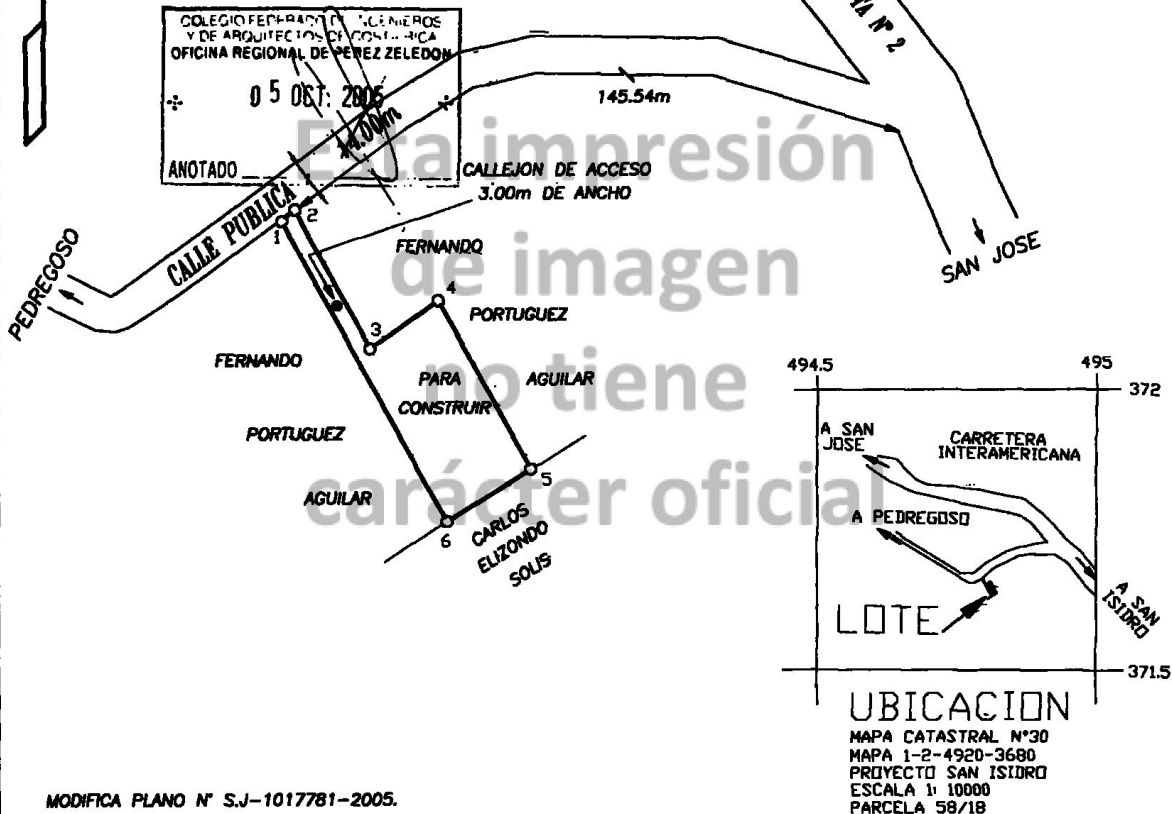 COLEGIO FEDERADO DE INGENIEROS
Y DE ARQUITECTOS DE COSTA RICA
OFICINA REGIONAL DE PEREZ ZELEDON
05 OCT. 2005
ANOTADO
14.00m
TA Nº 2
145.54m
CALLEJON DE ACCESO
3.00m DE ANCHO
CALLE PUBLICA
PEDREGOSO
SAN JOSE
1
2
3
4
5
6
FERNANDO
PORTUGUEZ
AGUILAR
FERNANDO
PORTUGUEZ
AGUILAR
PARA
CONSTRUIR
CARLOS
ELIZONDO
SOLIS
Esta impresión
de imagen
no tiene
carácter oficial
494.5
495
372
371.5
A SAN
JOSE
CARRETERA
INTERAMERICANA
A PEDREGOSO
A SAN
ISIDRO
LOTE
UBICACION
MAPA CATASTRAL N°30
MAPA 1-2-4920-3680
PROYECTO SAN ISIDRO
ESCALA 1: 10000
PARCELA 58/18
MODIFICA PLANO N° S.J-1017781-2005.